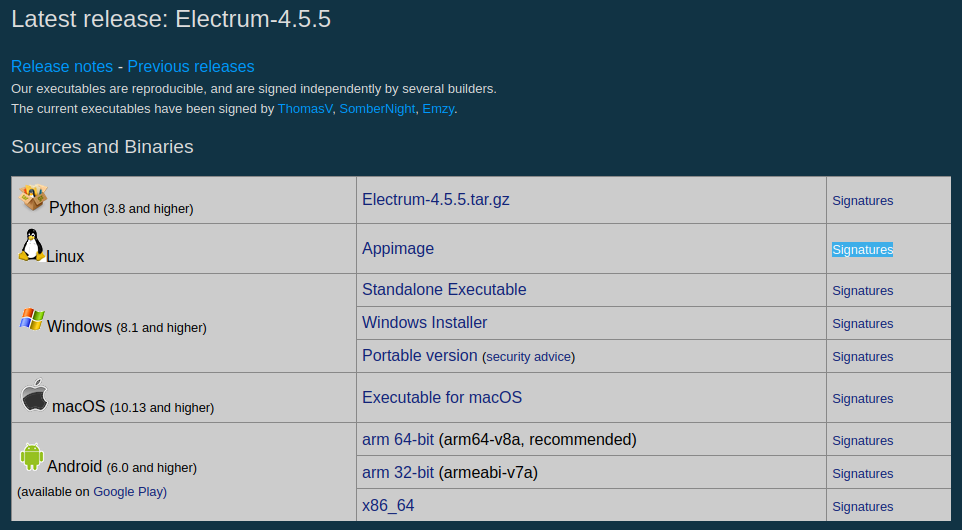 Latest release: Electrum-4.5.5
Release notes - Previous releases
Our executables are reproducible, and are signed independently by several builders.
The current executables have been signed by ThomasV, SomberNight, Emzy.
Sources and Binaries
Python (3.8 and higher) Electrum-4.5.5.tar.gz Signatures
Linux Appimage Signatures
Standalone Executable Signatures
Windows (8.1 and higher) Windows Installer Signatures
Portable version (security advice) Signatures
macOS (10.13 and higher) Executable for macOS Signatures
arm 64-bit (arm64-v8a, recommended) Signatures
Android (6.0 and higher) arm 32-bit (armeabi-v7a) Signatures
(available on Google Play) x86_64 Signatures